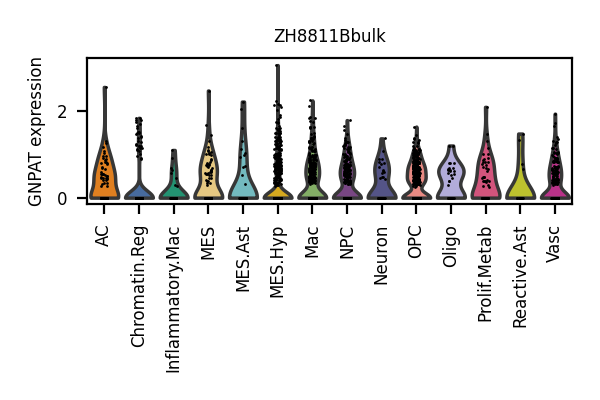 ZH8811Bbulk
GNPAT expression
2
0
AC
Chromatin.Reg
Inflammatory.Mac
MES
MES.Ast
MES.Hyp
Mac
NPC
Neuron
OPC
Oligo
Prolif.Metab
Reactive.Ast
Vasc